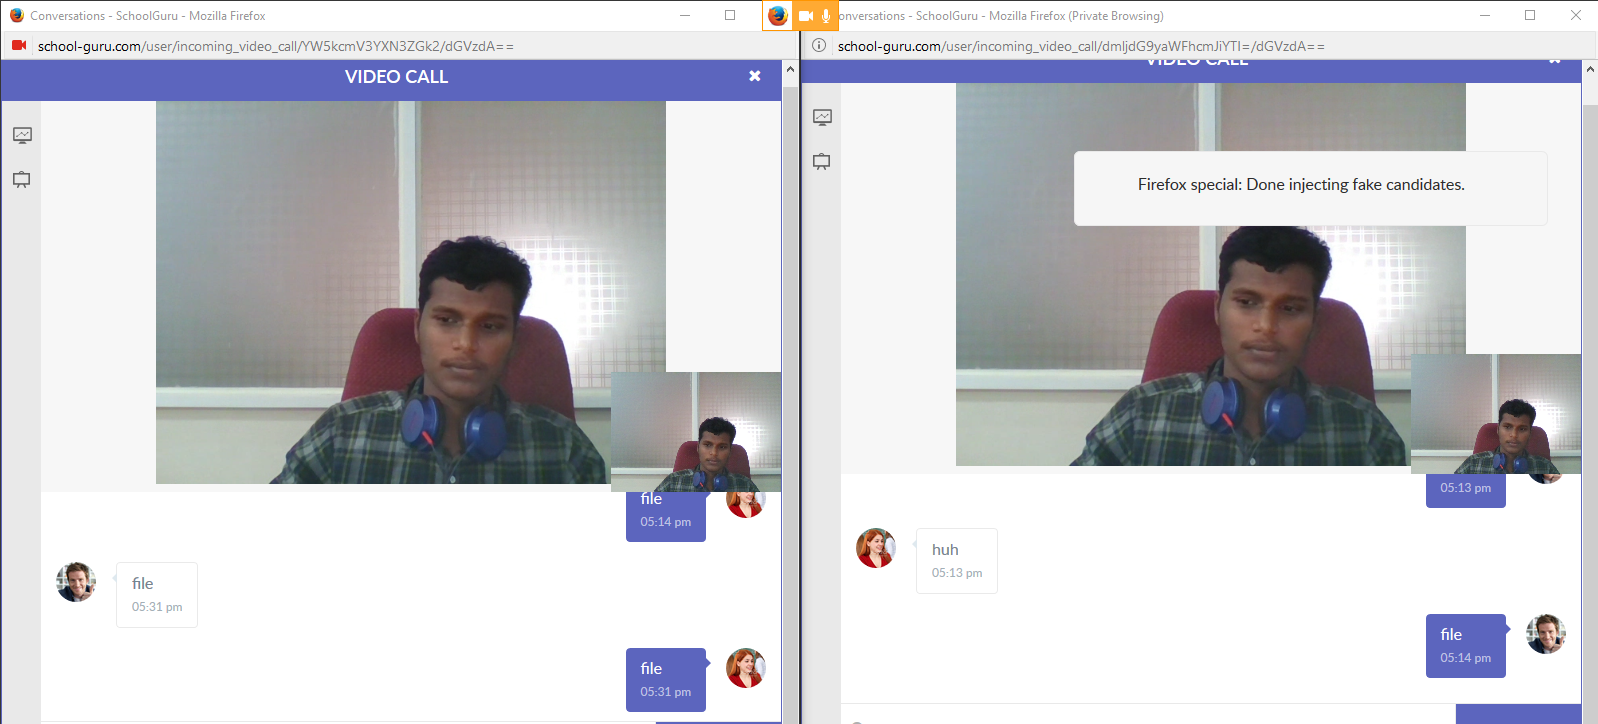 Conversations - SchoolGuru - Mozilla Firefox
school-guru.com/user/incoming_video_call/YW5kcmV3YXN3ZGk2/dGVzdA==
VIDEO CALL
file
05:14 pm
file
05:31 pm
file
05:31 pm
onversations - SchoolGuru - Mozilla Firefox (Private Browsing)
school-guru.com/user/incoming_video_call/dmljdG9yaWFhcmJiYTI=/dGVzdA==
VIDEO CALL
Firefox special: Done injecting fake candidates.
05:13 pm
huh
05:13 pm
file
05:14 pm